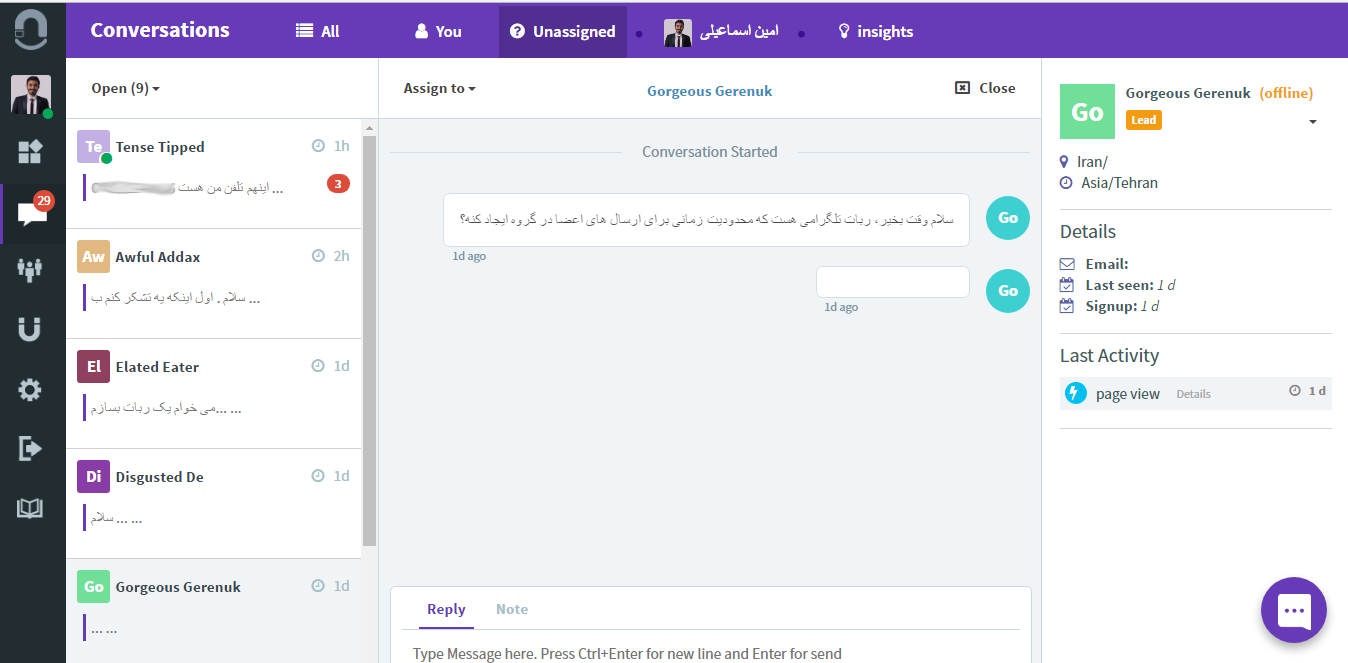 Conversations
All
You
Unassigned
امین اسماعیلی
insights
29
Open (9)
Te
Tense Tipped
1h
اینهم تلفن من هست ...
3
Aw
Awful Addax
2h
سلام . اول اینکه یه تشکر کنم ب ...
El
Elated Eater
1d
می خوام یک ربات بسازم... ...
Di
Disgusted De
1d
سلام ... ...
Go
Gorgeous Gerenuk
1d
... ...
Assign to
Gorgeous Gerenuk
Close
Conversation Started
سلام وقت بخیر ، ربات تلگرامی هست که محدودیت زمانی برای ارسال های اعضا در گروه ایجاد کنه؟
Go
1d ago
Go
1d ago
Reply
Note
Type Message here. Press Ctrl+Enter for new line and Enter for send
Go
Gorgeous Gerenuk (offline)
Lead
Iran/
Asia/Tehran
Details
Email:
Last seen: 1 d
Signup: 1 d
Last Activity
page view Details 1 d